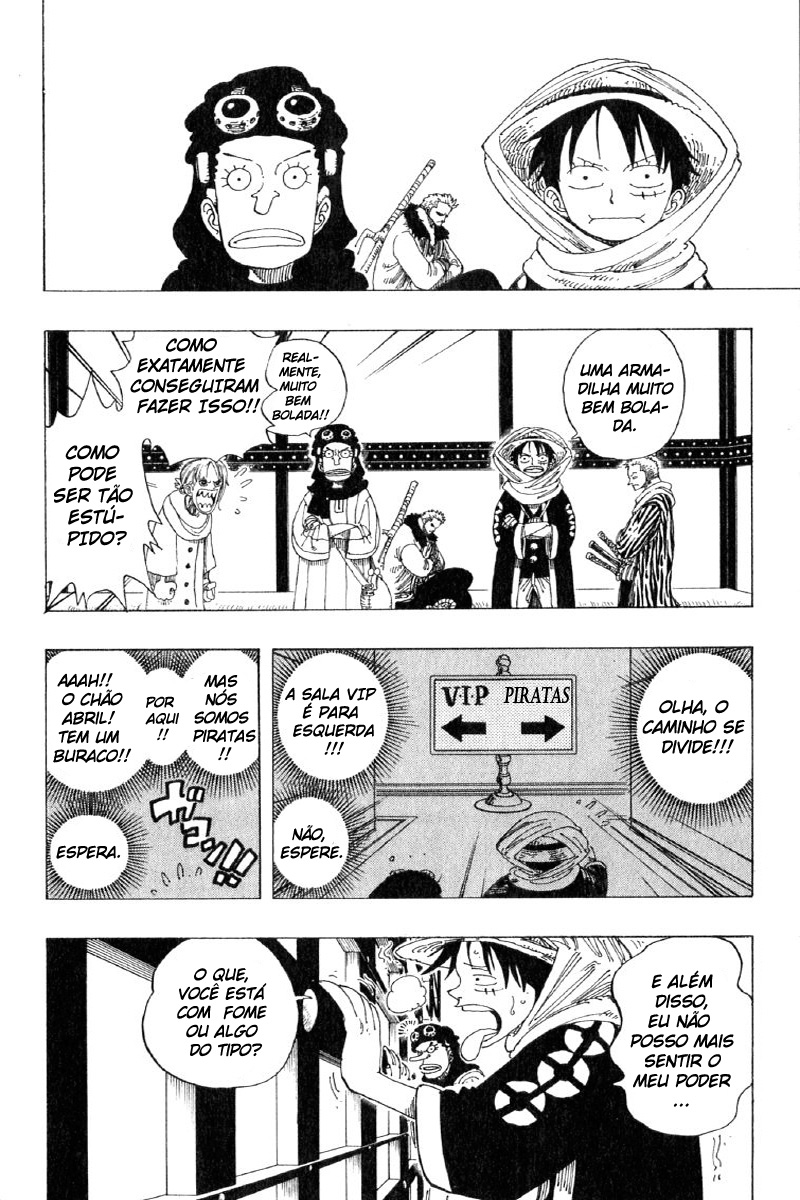 UMA ARMA-
DILHA MUITO
BEM BOLA-
DA.
REAL-
MENTE,
MUITO
BEM
BOLADA!!
COMO
EXATAMENTE
CONSEGUIRAM
FAZER ISSO!!
COMO
PODE
SER TÃO
ESTÚ-
PIDO?
OLHA, O
CAMINHO SE
DIVIDE!!!
V.I.P PIRATAS
A SALA VIP
É PARA
ESQUERDA
!!!
NÃO,
ESPERE.
MAS
NÓS
SOMOS
PIRATAS
!!
POR
AQUI
!!
AAAH!!
O CHÃO
ABRIL!
TEM UM
BURACO!!
ESPERA.
ガコン!!
E ALÉM
DISSO,
EU NÃO
POSSO MAIS
SENTIR O
MEU PODER
...
O QUE,
VOCÊ ESTÁ
COM FOME
OU ALGO
DO TIPO?